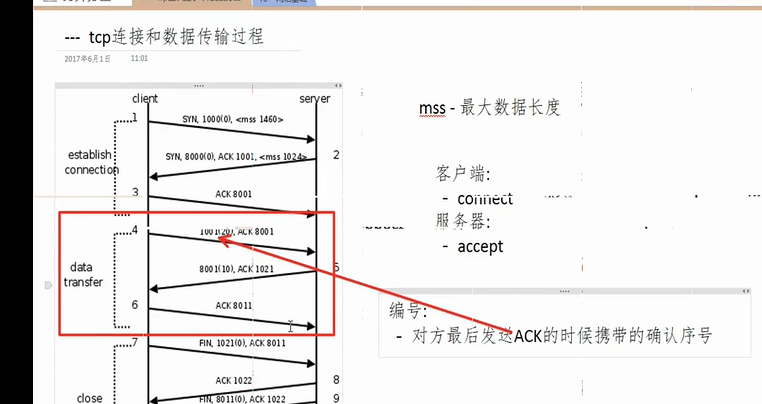 --- tcp连接和数据传输过程
2017年6月1日 11:01
client server
1 SYN, 1000(0), <mss 1460>
SYN, 8000(0), ACK 1001, <mss 1024> 2
establish
connection
3 ACK 8001
4 1001(20), ACK 8001
data
transfer
8001(10), ACK 1021 5
6 ACK 8011
7 FIN, 1021(0), ACK 8011
ACK 1022 8
close FIN, 8011(0), ACK 1022 9
mss - 最大数据长度
客户端:
- connect
服务器:
- accept
编号:
- 对方最后发送ACK的时候携带的确认序号